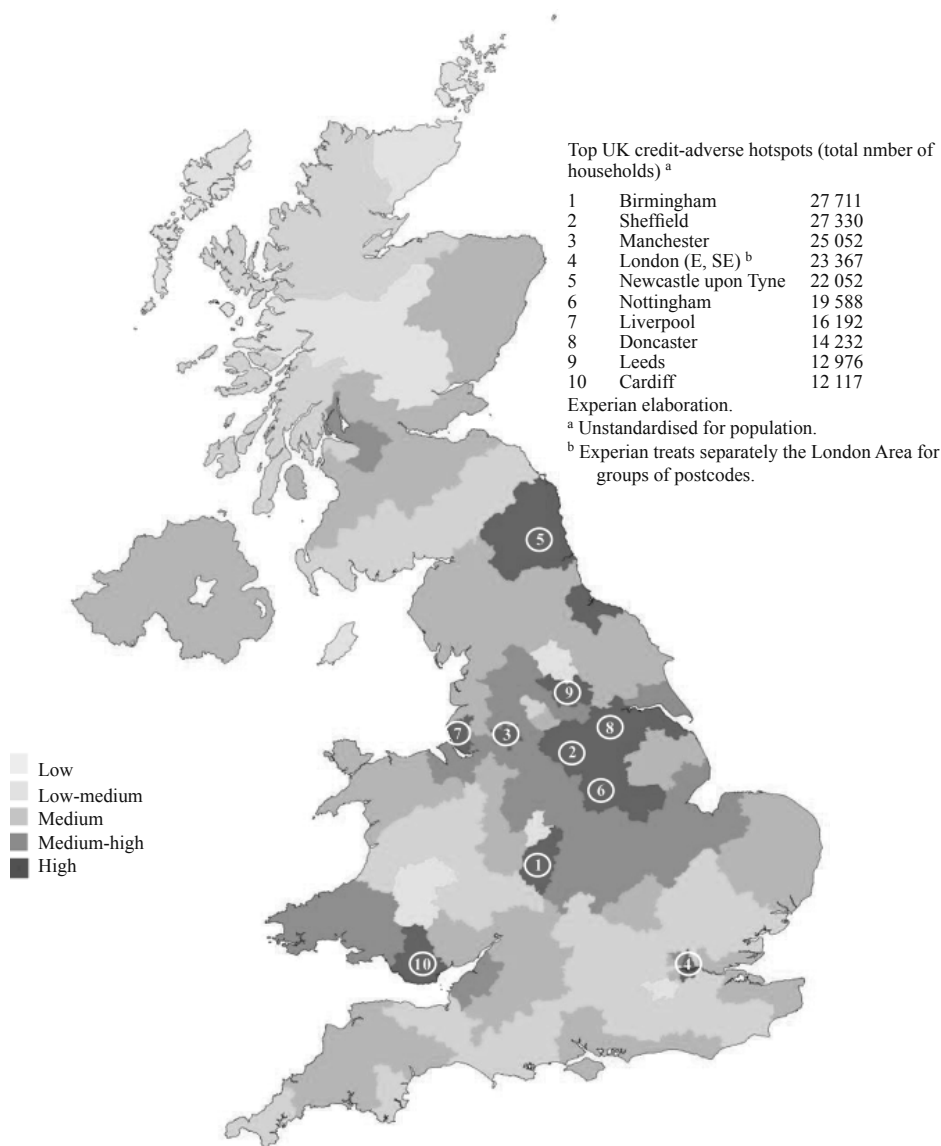 Top UK credit-adverse hotspots (total nmber of
households) a
1 Birmingham 27 711
2 Sheffield 27 330
3 Manchester 25 052
4 London (E, SE) b 23 367
5 Newcastle upon Tyne 22 052
6 Nottingham 19 588
7 Liverpool 16 192
8 Doncaster 14 232
9 Leeds 12 976
10 Cardiff 12 117
Experian elaboration.
a Unstandardised for population.
b Experian treats separately the London Area for
groups of postcodes.
5
9
8
7
3
2
6
1
10
4
Low
Low-medium
Medium
Medium-high
High